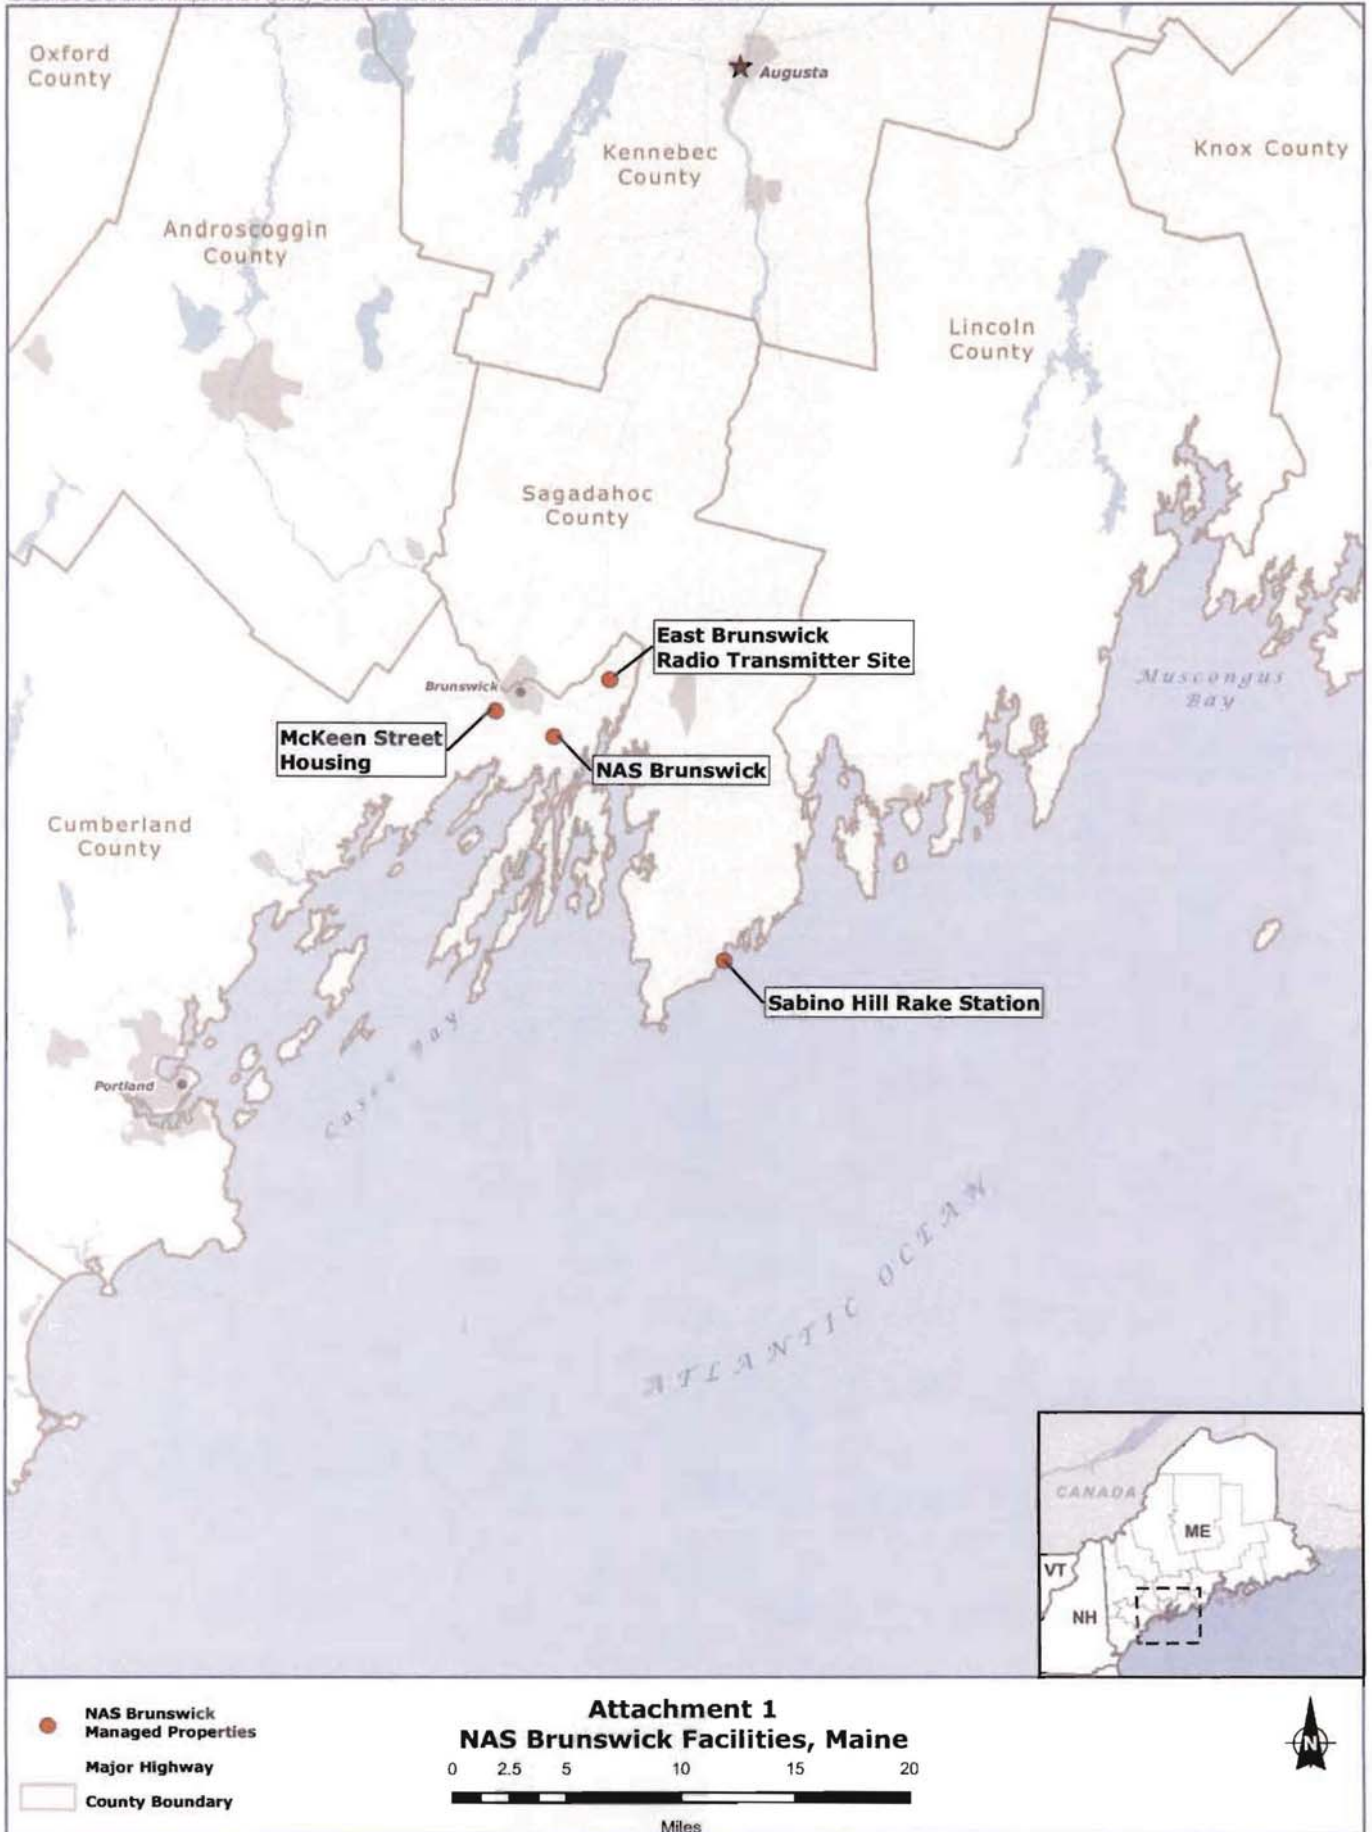 Oxford
County
Augusta
Kennebec
County
Knox County
Androscoggin
County
Lincoln
County
Sagadahoc
County
East Brunswick
Radio Transmitter Site
Brunswick
Muscongus
Bay
McKeen Street
Housing
NAS Brunswick
Cumberland
County
Sabino Hill Rake Station
Casco Bay
Portland
ATLANTIC OCEAN
CANADA
ME
VT
NH
NAS Brunswick
Managed Properties
Major Highway
County Boundary
Attachment 1
NAS Brunswick Facilities, Maine
0 2.5 5 10 15 20
Miles
N